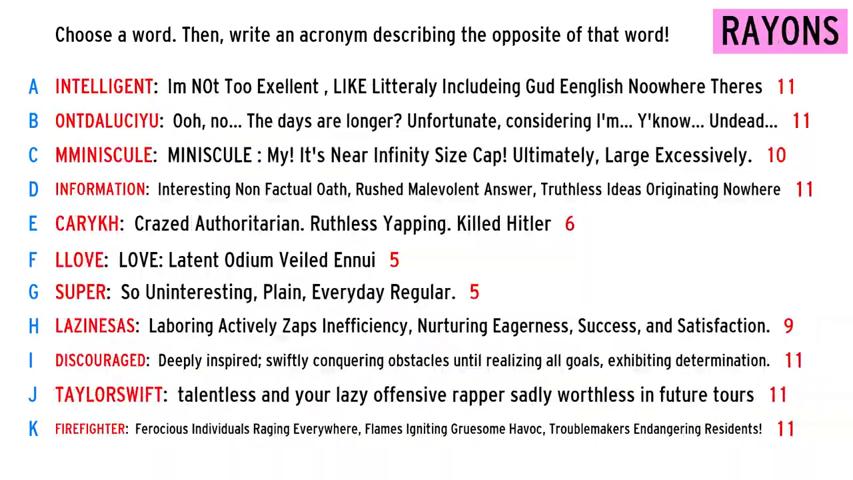 Choose a word. Then, write an acronym describing the opposite of that word!
RAYONS
A INTELLIGENT: Im NOt Too Exellent , LIKE Litteraly Includeing Gud Eenglish Noowhere Theres 11
B ONTDALUCIYU: Ooh, no... The days are longer? Unfortunate, considering I'm... Y'know... Undead... 11
C MMINISCULE: MINISCULE : My! It's Near Infinity Size Cap! Ultimately, Large Excessively. 10
D INFORMATION: Interesting Non Factual Oath, Rushed Malevolent Answer, Truthless Ideas Originating Nowhere 11
E CARYKH: Crazed Authoritarian. Ruthless Yapping. Killed Hitler 6
F LLOVE: LOVE: Latent Odium Veiled Ennui 5
G SUPER: So Uninteresting, Plain, Everyday Regular. 5
H LAZINESAS: Laboring Actively Zaps Inefficiency, Nurturing Eagerness, Success, and Satisfaction. 9
I DISCOURAGED: Deeply inspired; swiftly conquering obstacles until realizing all goals, exhibiting determination. 11
J TAYLORSWIFT: talentless and your lazy offensive rapper sadly worthless in future tours 11
K FIREFIGHTER: Ferocious Individuals Raging Everywhere, Flames Igniting Gruesome Havoc, Troublemakers Endangering Residents! 11